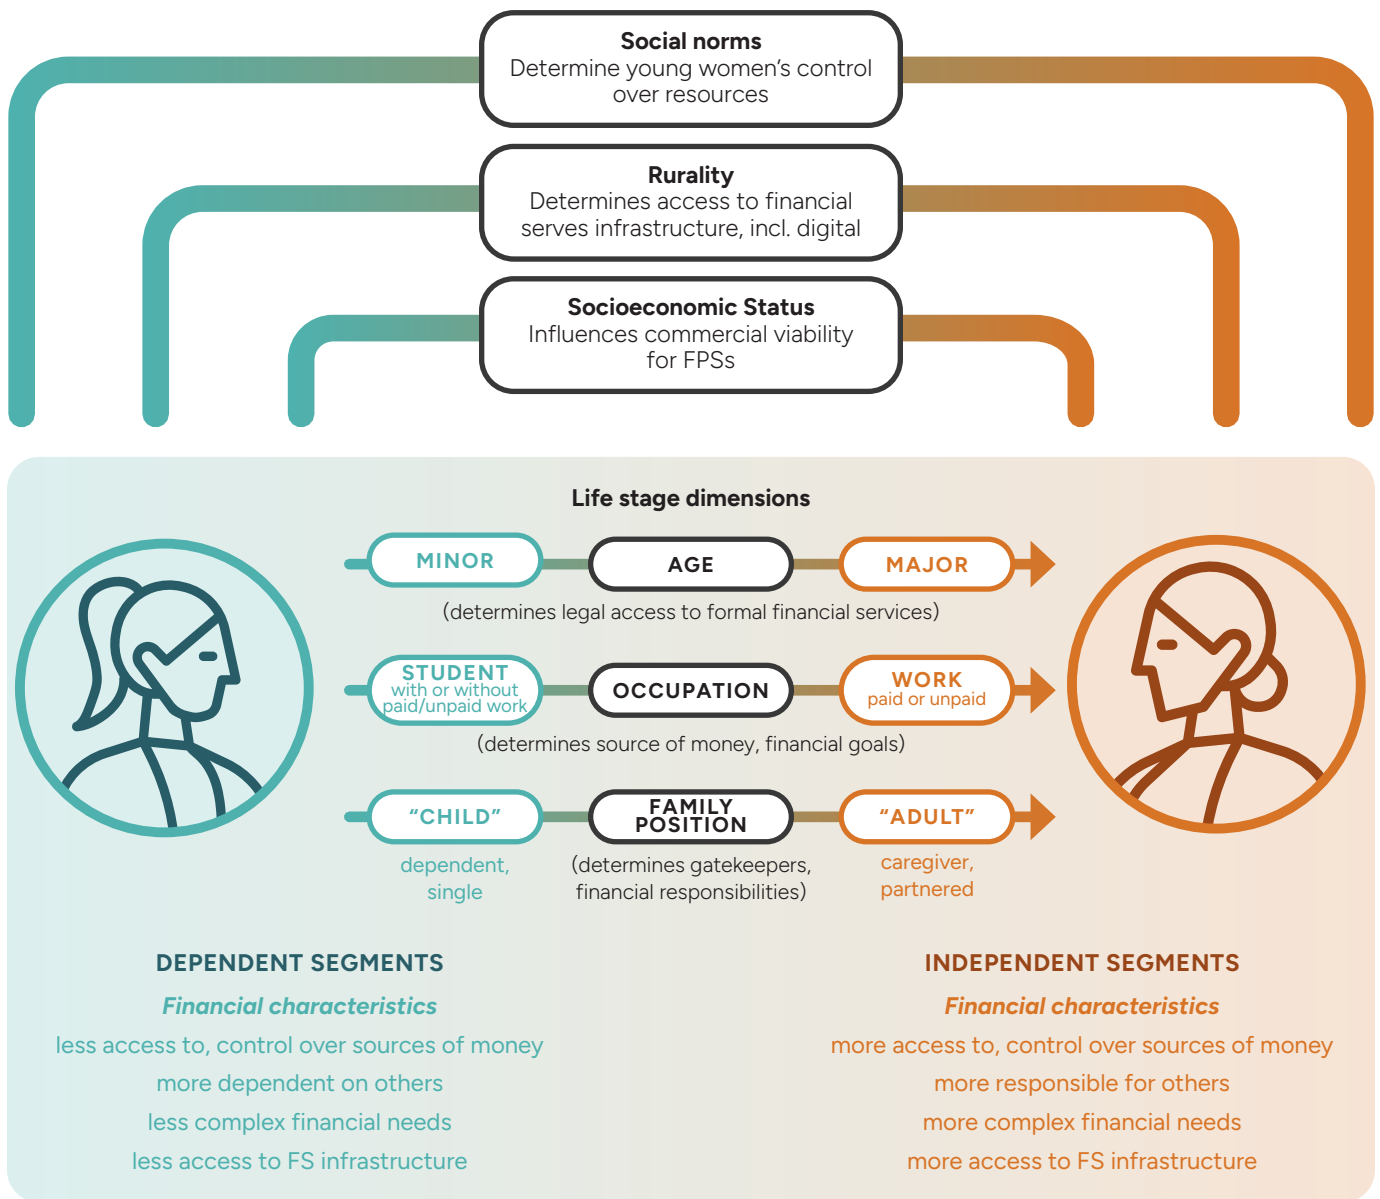 Social norms
Determine young women's control
over resources
Rurality
Determines access to financial
serves infrastructure, incl. digital
Socioeconomic Status
Influences commercial viability
for FPSs
Life stage dimensions
MINOR
AGE
MAJOR
(determines legal access to formal financial services)
STUDENT
with or without
paid/unpaid work
OCCUPATION
WORK
paid or unpaid
(determines source of money, financial goals)
“CHILD”
FAMILY
POSITION
“ADULT”
dependent,
single
(determines gatekeepers,
financial responsibilities)
caregiver,
partnered
DEPENDENT SEGMENTS
Financial characteristics
less access to, control over sources of money
more dependent on others
less complex financial needs
less access to FS infrastructure
INDEPENDENT SEGMENTS
Financial characteristics
more access to, control over sources of money
more responsible for others
more complex financial needs
more access to FS infrastructure